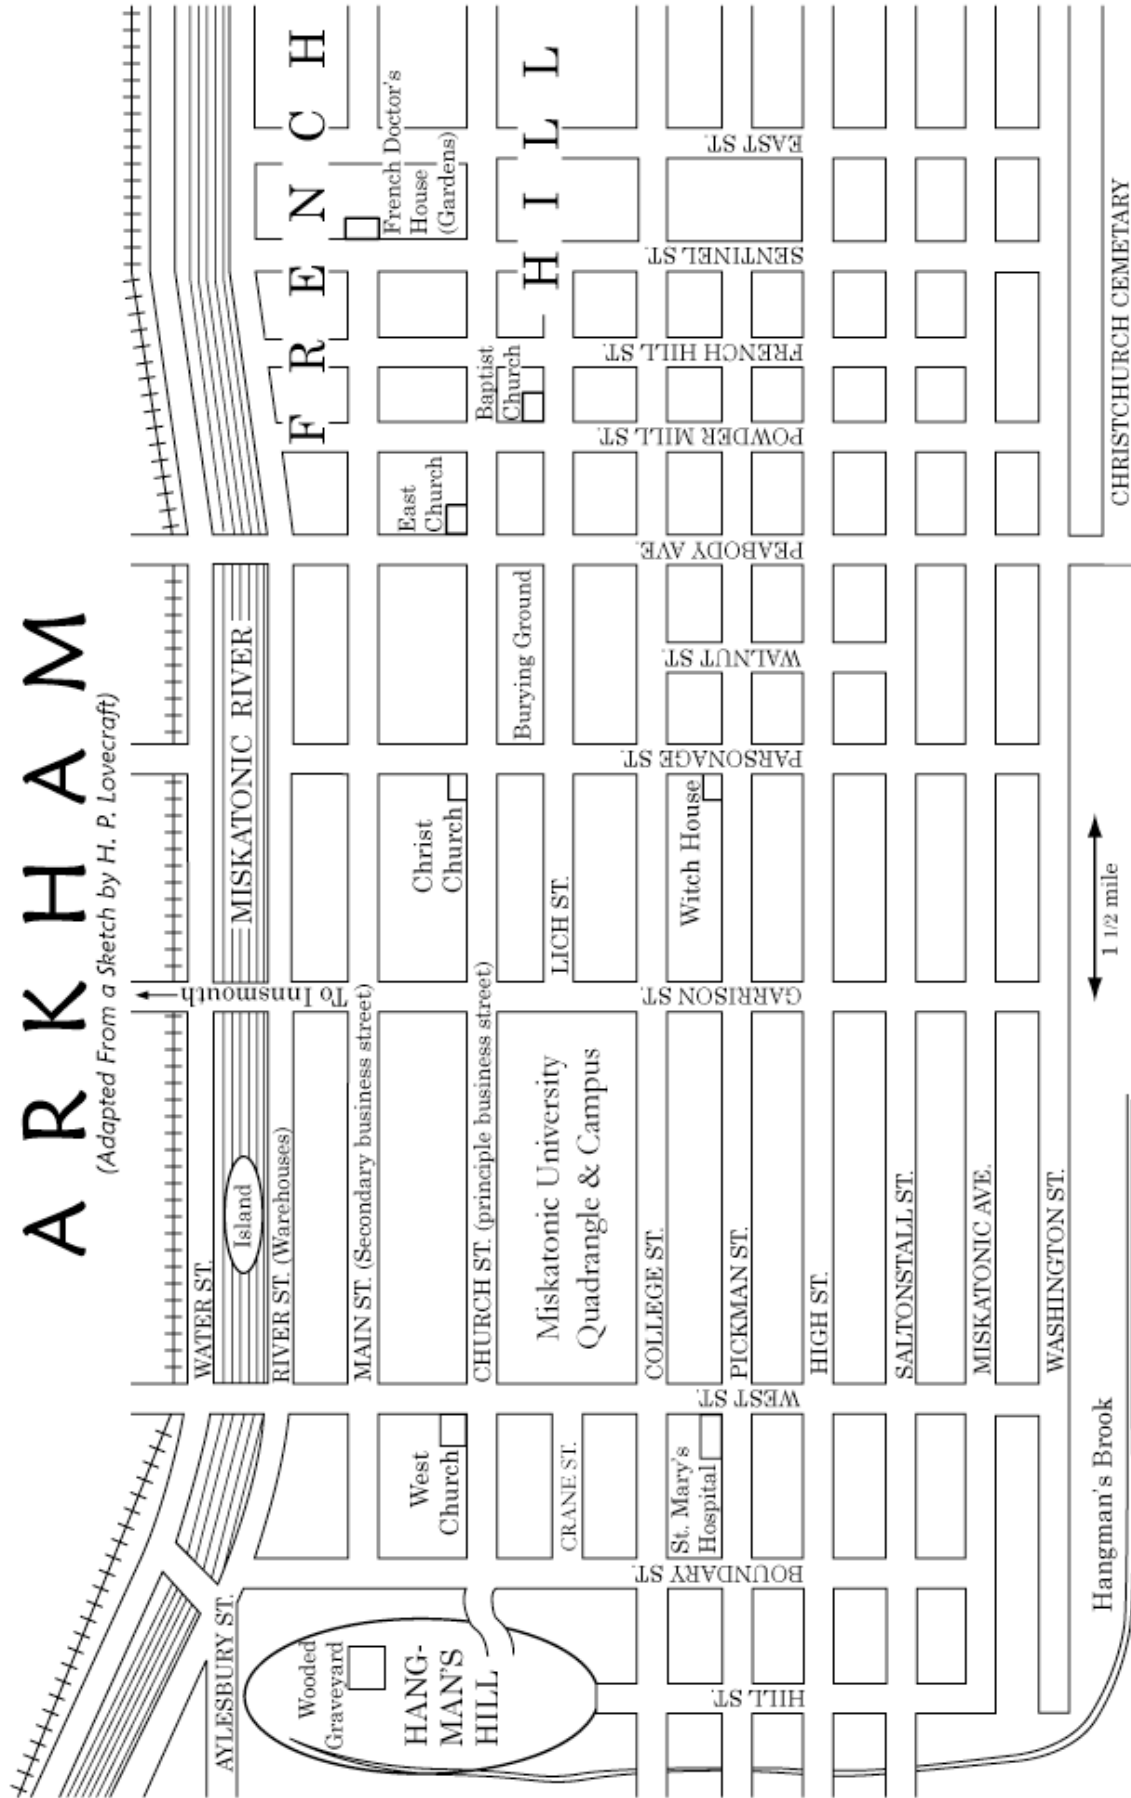 ARKHAM
(Adapted From a Sketch by H. P. Lovecraft)
WATER ST.
Island
MISKATONIC RIVER
To Innsmouth
AYLESBURY ST.
RIVER ST. (Warehouses)
FRENCH
HILL
Wooded
Graveyard
MAIN ST. (Secondary business street)
French Doctor's
House
(Gardens)
HANG-
MAN'S
HILL
West
Church
Christ
Church
East
Church
CHURCH ST. (principle business street)
Baptist
Church
Miskatonic University
Quadrangle & Campus
Burying Ground
CRANE ST.
LICH ST.
COLLEGE ST.
St. Mary's
Hospital
Witch House
PICKMAN ST.
HILL ST.
BOUNDARY ST.
WEST ST.
GARRISON ST.
PARSONAGE ST.
WALNUT ST.
PEABODY AVE.
POWDER MILL ST.
FRENCH HILL ST.
SENTINEL ST.
EAST ST.
HIGH ST.
SALTONSTALL ST.
MISKATONIC AVE.
WASHINGTON ST.
Hangman's Brook
1 1/2 mile
CHRISTCHURCH CEMETARY